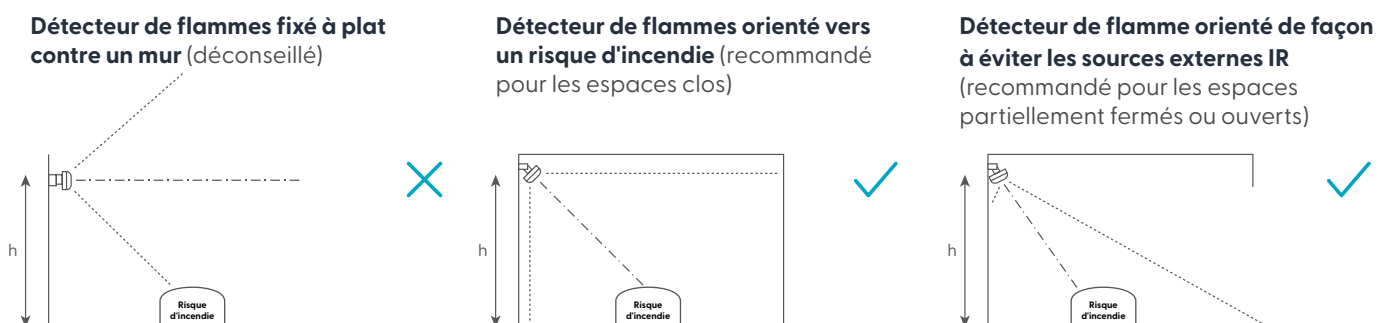 Détecteur de flammes fixé à plat
contre un mur (déconseillé)
h
Risque
d'incendie
Détecteur de flammes orienté vers
un risque d'incendie (recommandé
pour les espaces clos)
h
Risque
d'incendie
Détecteur de flamme orienté de façon
à éviter les sources externes IR
(recommandé pour les espaces
partiellement fermés ou ouverts)
h
Risque
d'incendie